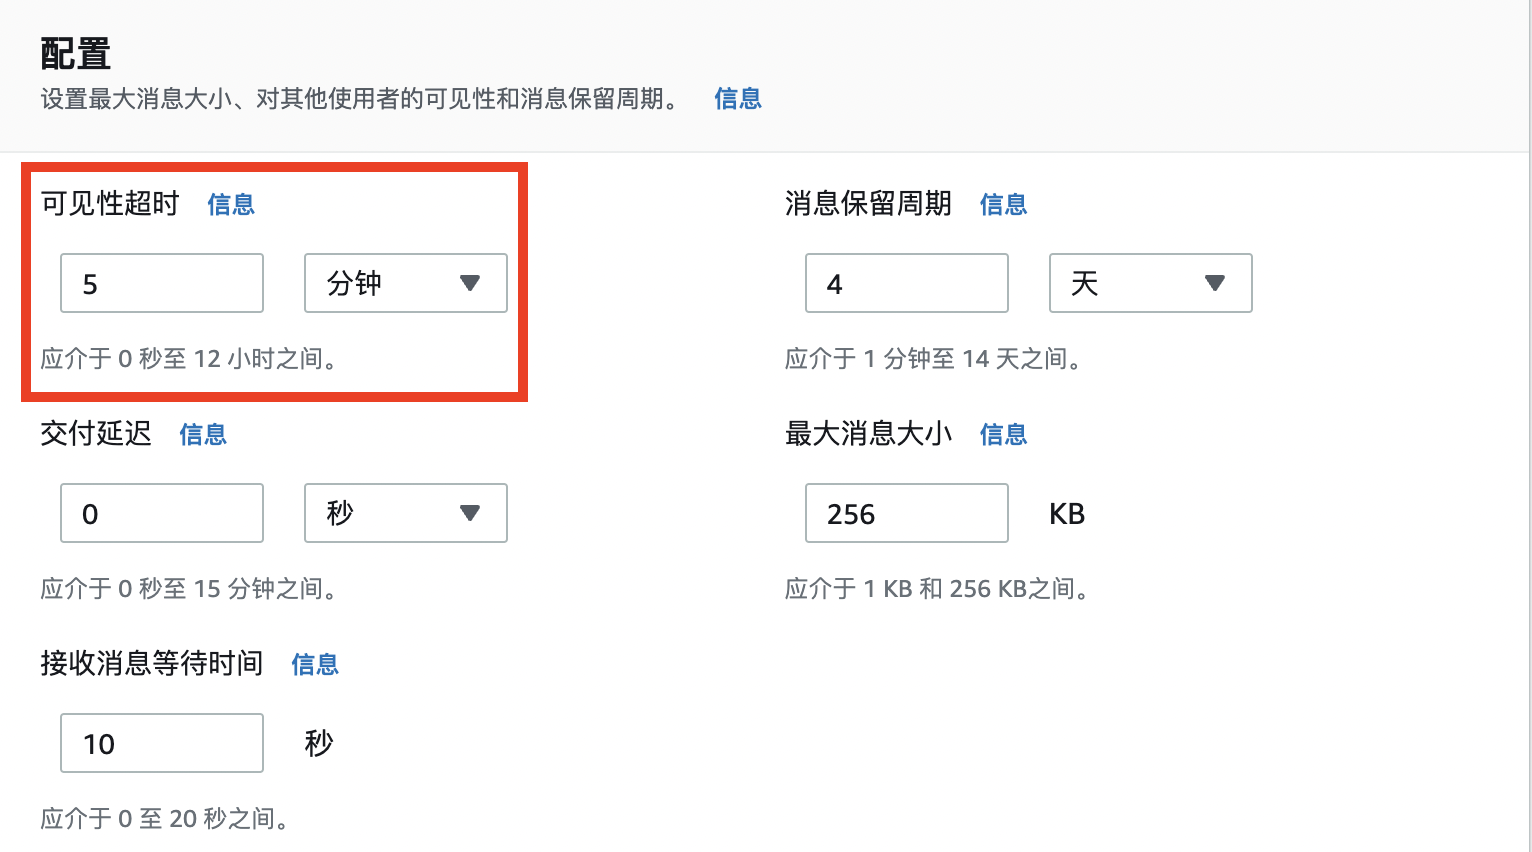 配置
设置最大消息大小、对其他使用者的可见性和消息保留周期。 信息
可见性超时 信息
5 分钟
应介于 0 秒至 12 小时之间。
消息保留周期 信息
4 天
应介于 1 分钟至 14 天之间。
交付延迟 信息
0 秒
应介于 0 秒至 15 分钟之间。
最大消息大小 信息
256 KB
应介于 1 KB 和 256 KB之间。
接收消息等待时间 信息
10 秒
应介于 0 至 20 秒之间。